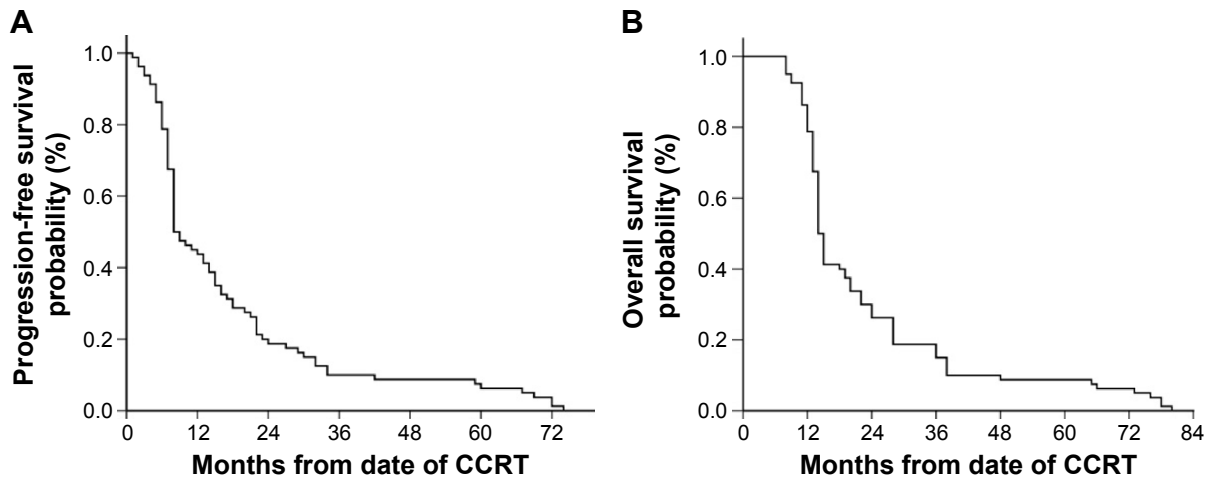 A
Progression-free survival
probability (%)
1.0
0.8
0.6
0.4
0.2
0.0
0 12 24 36 48 60 72
Months from date of CCRT
B
Overall survival
probability (%)
1.0
0.8
0.6
0.4
0.2
0.0
0 12 24 36 48 60 72 84
Months from date of CCRT